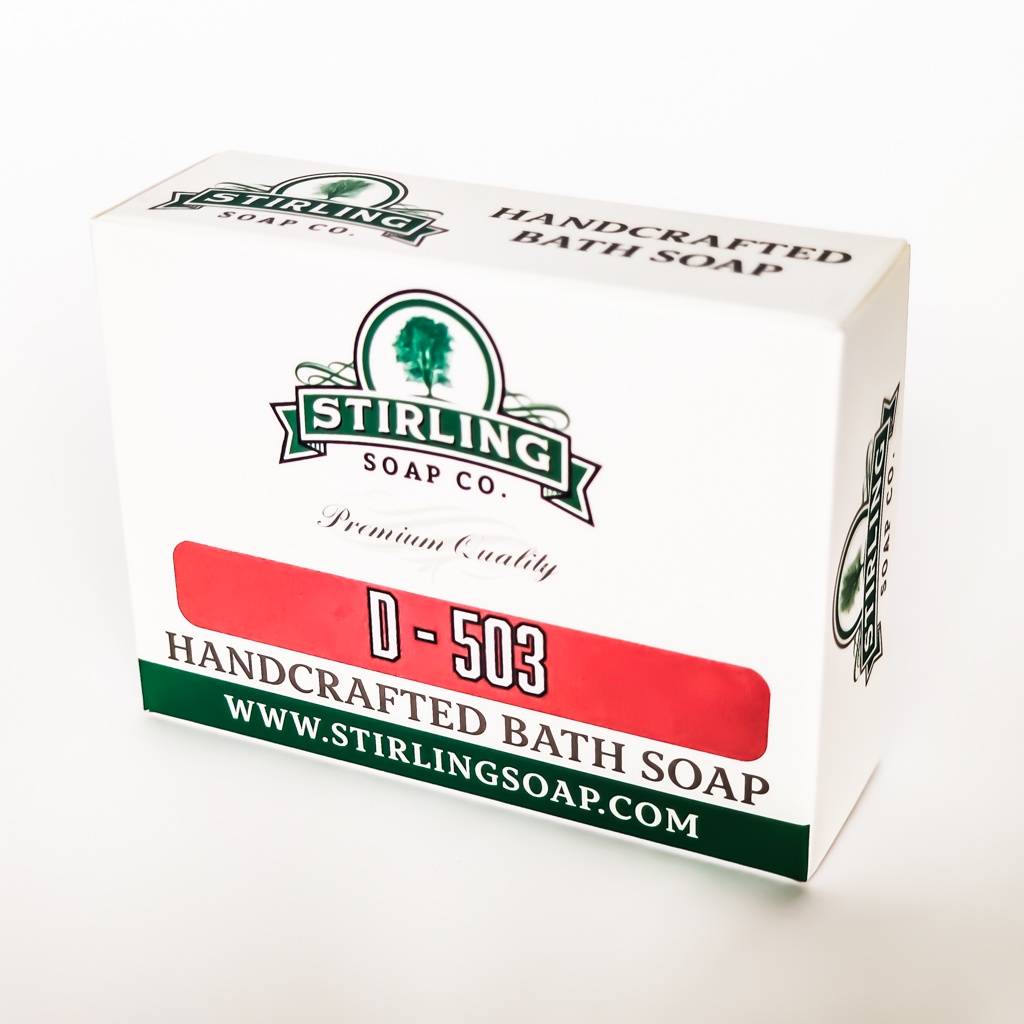 STIRLING
SOAP CO.
HANDCRAFTED
BATH SOAP
STIRLING
SOAP CO.
Premium Quality
D - 503
HANDCRAFTED BATH SOAP
WWW.STIRLINGSOAP.COM
STIRLING
SOAP CO.